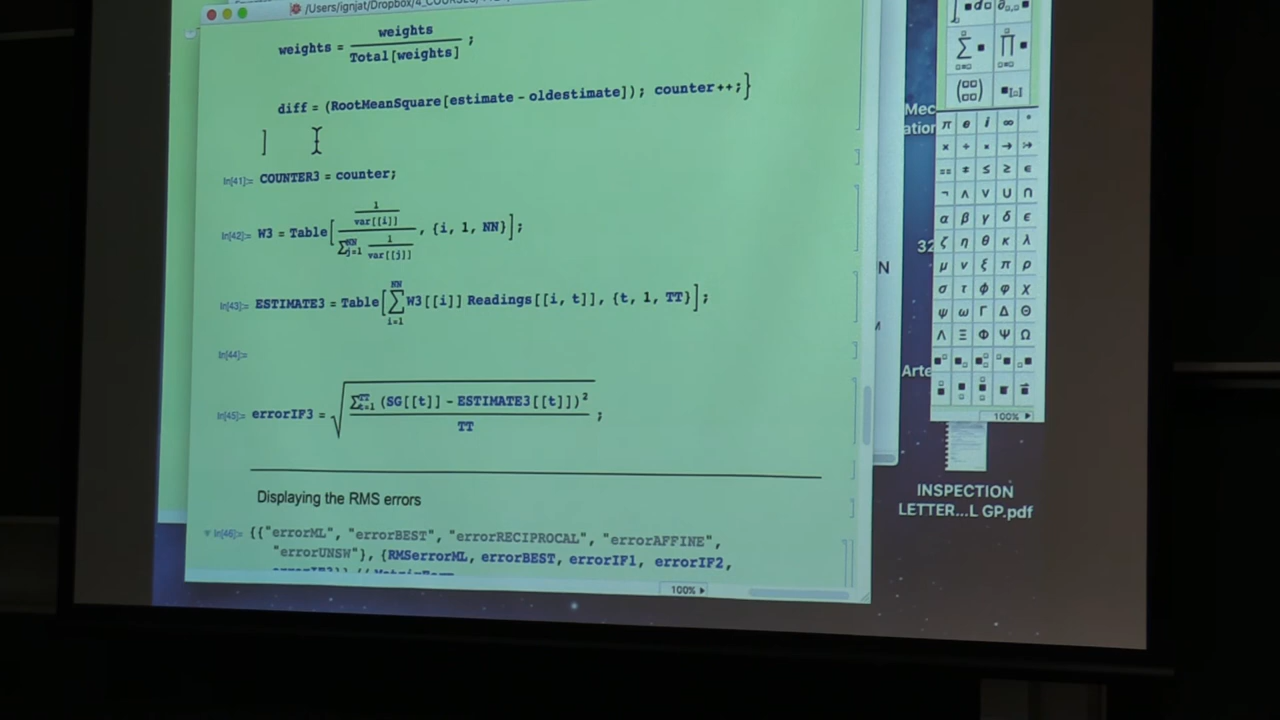 /Users/ignjat/Dropbox/4_COURSES/
weights = weights / Total[weights] ;
diff = (RootMeanSquare[estimate - oldestimate]); counter++;}
]
In[41]:= COUNTER3 = counter;
In[42]:= W3 = Table[ (1 / var[[i]]) / (∑ j=1 NN 1 / var[[j]]) , {i, 1, NN}];
In[43]:= ESTIMATE3 = Table[ ∑ i=1 NN W3[[i]] Readings[[i, t]], {t, 1, TT}];
In[44]:=
In[45]:= errorIF3 = √( ∑ t=1 TT (SG[[t]] - ESTIMATE3[[t]])² / TT ) ;
Displaying the RMS errors
In[46]:= {{"errorML", "errorBEST", "errorRECIPROCAL", "errorAFFINE",
"errorUNSW"}, {RMSerrorML, errorBEST, errorIF1, errorIF2,
100%
∑ ∏
π e i ∞ °
× ÷ → 
== ≠ ≤ ≥ ∈
¬ ∧ ∨ ∪ ∩
α β γ δ ε
ζ η θ κ λ
μ ν ξ π ρ
σ τ φ φ χ
ψ ω Γ Δ Θ
Λ Ξ Φ Ψ Ω
100%
Mec
ation
32
N
M
Arte
INSPECTION
LETTER...L GP.pdf